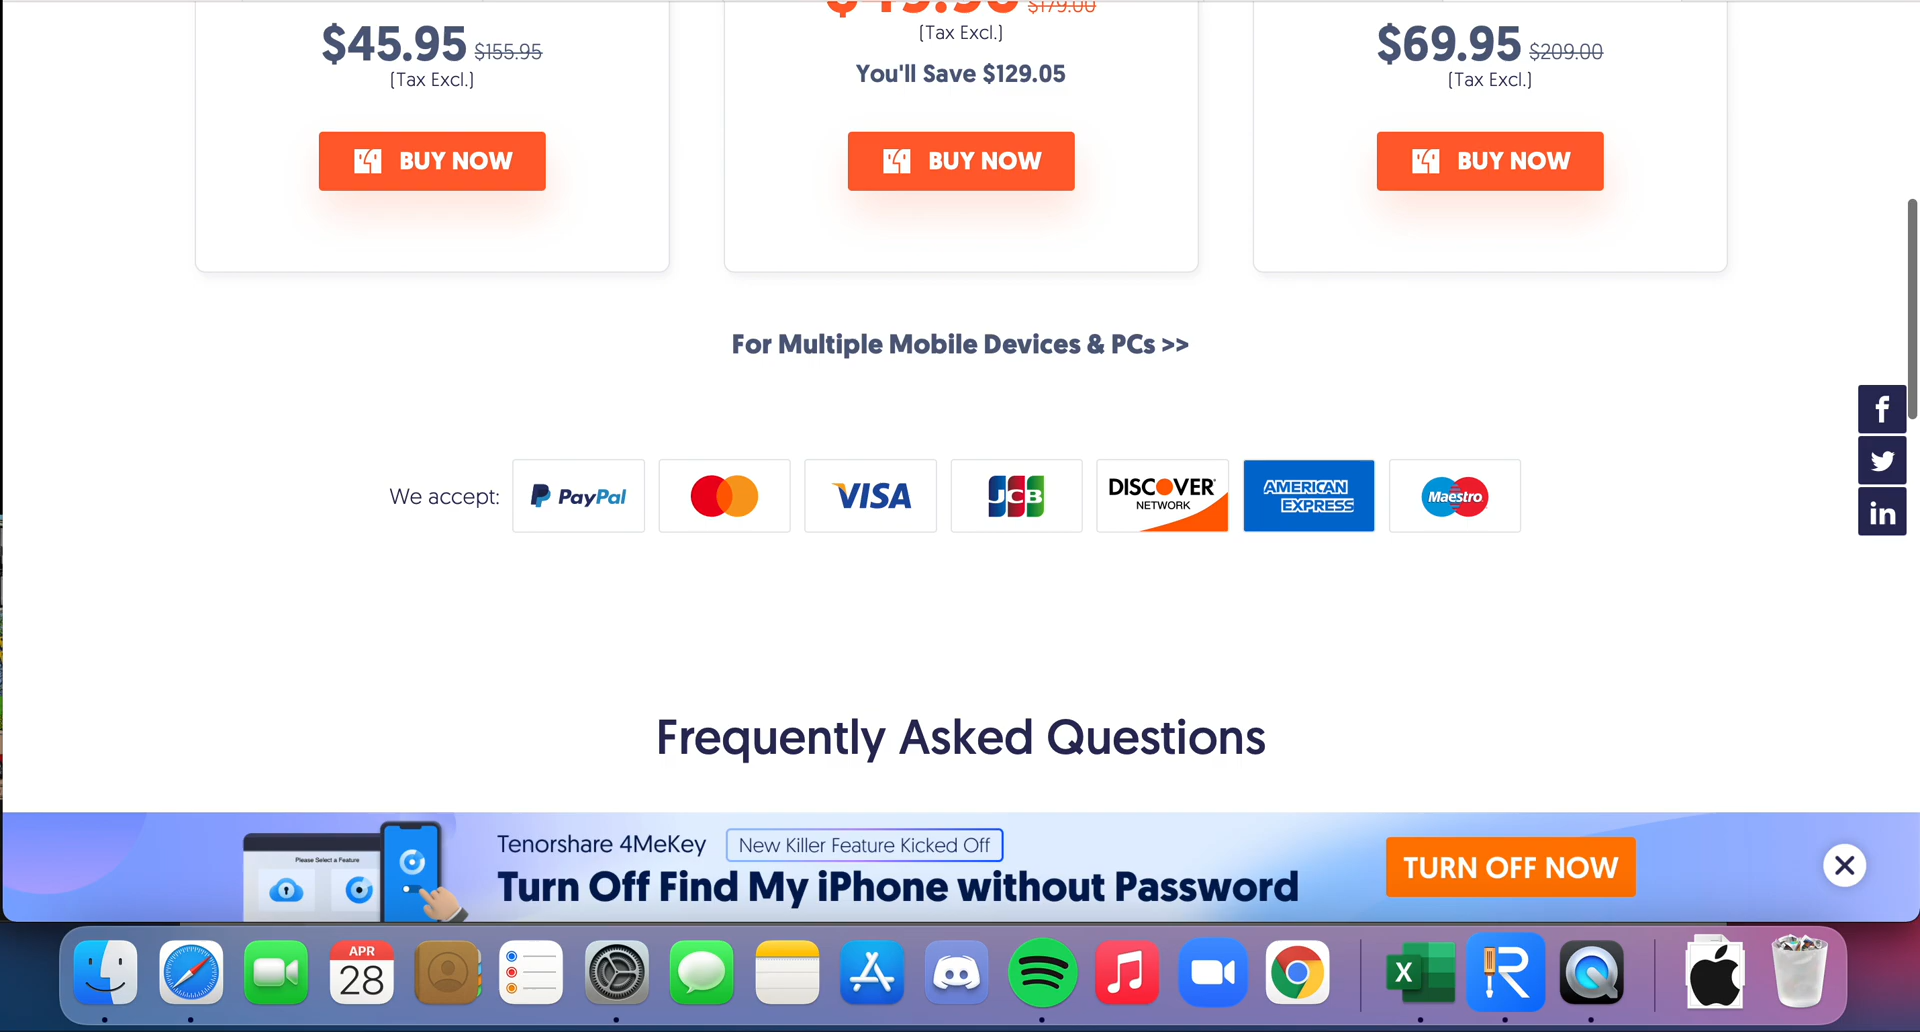 $45.95 $155.95
(Tax Excl.)
BUY NOW
$179.00
(Tax Excl.)
You'll Save $129.05
BUY NOW
$69.95 $209.00
(Tax Excl.)
BUY NOW
For Multiple Mobile Devices & PCs >>
We accept: PayPal VISA JCB DISCOVER NETWORK AMERICAN EXPRESS Maestro
f
in
Frequently Asked Questions
Please Select a Feature
Tenorshare 4MeKey New Killer Feature Kicked Off
Turn Off Find My iPhone without Password
TURN OFF NOW
APR
28
X
R